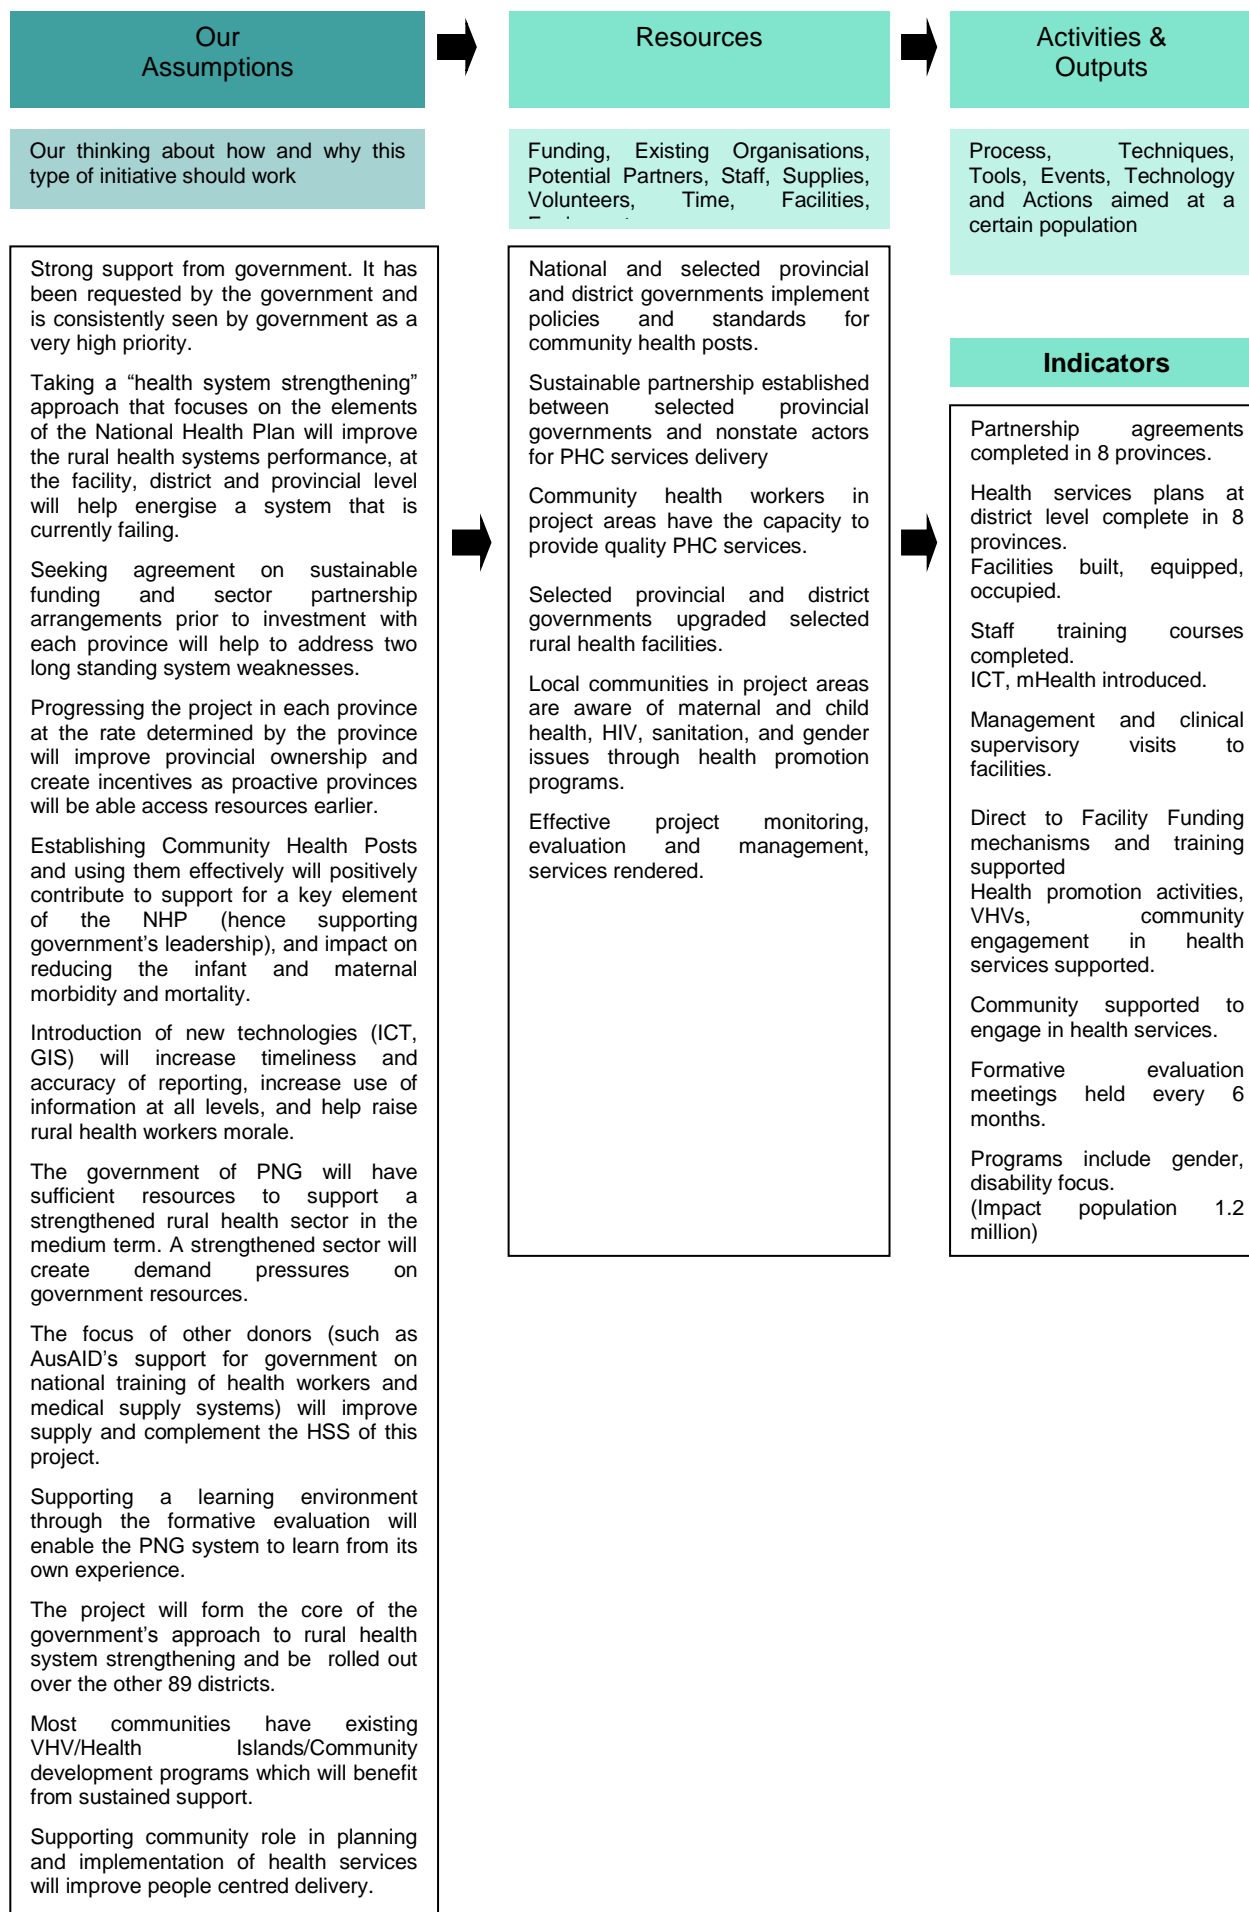 Our
Assumptions
Our thinking about how and why this
type of initiative should work
Strong support from government. It has
been requested by the government and
is consistently seen by government as a
very high priority.
Taking a “health system strengthening”
approach that focuses on the elements
of the National Health Plan will improve
the rural health systems performance, at
the facility, district and provincial level
will help energise a system that is
currently failing.
Seeking agreement on sustainable
funding and sector partnership
arrangements prior to investment with
each province will help to address two
long standing system weaknesses.
Progressing the project in each province
at the rate determined by the province
will improve provincial ownership and
create incentives as proactive provinces
will be able access resources earlier.
Establishing Community Health Posts
and using them effectively will positively
contribute to support for a key element
of the NHP (hence supporting
government’s leadership), and impact on
reducing the infant and maternal
morbidity and mortality.
Introduction of new technologies (ICT,
GIS) will increase timeliness and
accuracy of reporting, increase use of
information at all levels, and help raise
rural health workers morale.
The government of PNG will have
sufficient resources to support a
strengthened rural health sector in the
medium term. A strengthened sector will
create demand pressures on
government resources.
The focus of other donors (such as
AusAID’s support for government on
national training of health workers and
medical supply systems) will improve
supply and complement the HSS of this
project.
Supporting a learning environment
through the formative evaluation will
enable the PNG system to learn from its
own experience.
The project will form the core of the
government’s approach to rural health
system strengthening and be rolled out
over the other 89 districts.
Most communities have existing
VHV/Health Islands/Community
development programs which will benefit
from sustained support.
Supporting community role in planning
and implementation of health services
will improve people centred delivery.
Resources
Funding, Existing Organisations,
Potential Partners, Staff, Supplies,
Volunteers, Time, Facilities,
National and selected provincial
and district governments implement
policies and standards for
community health posts.
Sustainable partnership established
between selected provincial
governments and nonstate actors
for PHC services delivery
Community health workers in
project areas have the capacity to
provide quality PHC services.
Selected provincial and district
governments upgraded selected
rural health facilities.
Local communities in project areas
are aware of maternal and child
health, HIV, sanitation, and gender
issues through health promotion
programs.
Effective project monitoring,
evaluation and management,
services rendered.
Activities &
Outputs
Process, Techniques,
Tools, Events, Technology
and Actions aimed at a
certain population
Indicators
Partnership agreements
completed in 8 provinces.
Health services plans at
district level complete in 8
provinces.
Facilities built, equipped,
occupied.
Staff training courses
completed.
ICT, mHealth introduced.
Management and clinical
supervisory visits to
facilities.
Direct to Facility Funding
mechanisms and training
supported
Health promotion activities,
VHVs, community
engagement in health
services supported.
Community supported to
engage in health services.
Formative evaluation
meetings held every 6
months.
Programs include gender,
disability focus.
(Impact population 1.2
million)